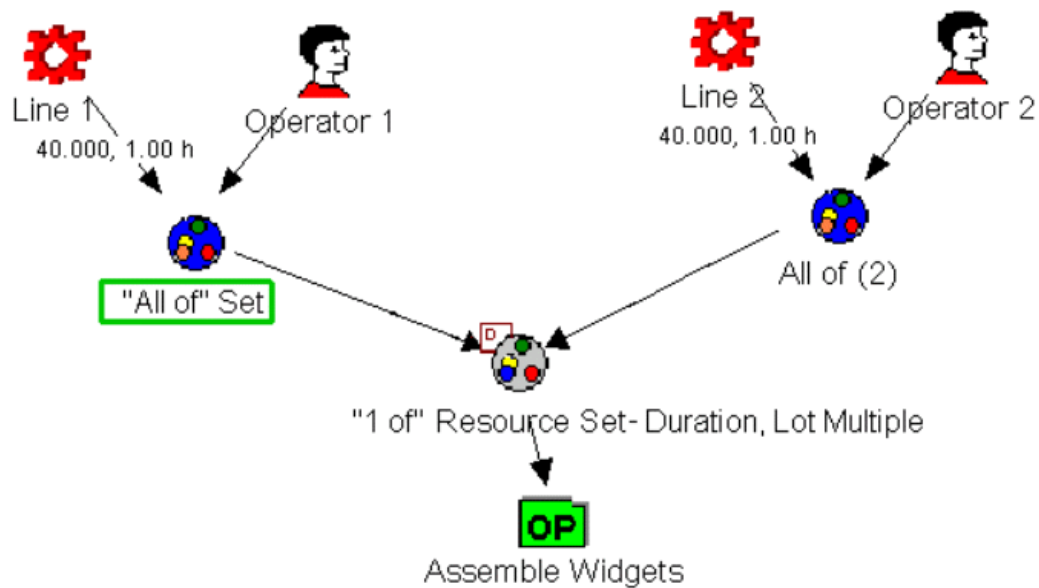 Line 1
Operator 1
Line 2
Operator 2
40.000, 1.00 h
40.000, 1.00 h
"All of" Set
All of (2)
D
"1 of" Resource Set- Duration, Lot Multiple
OP
Assemble Widgets